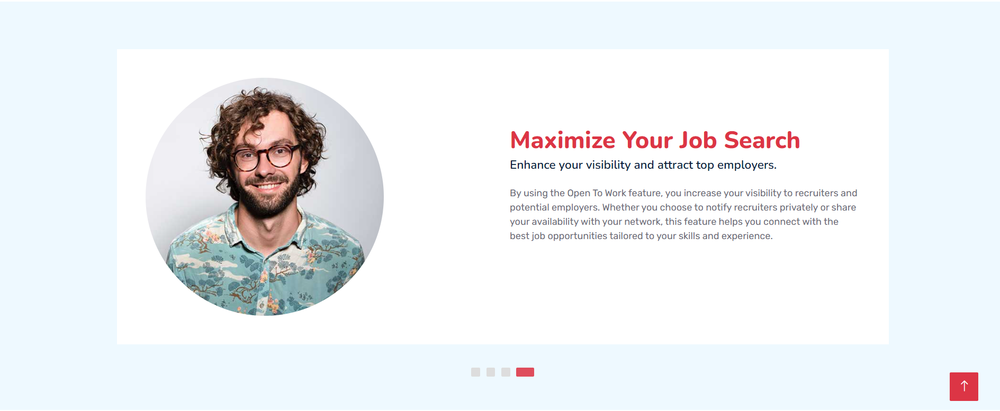 Maximize Your Job Search
Enhance your visibility and attract top employers.
By using the Open To Work feature, you increase your visibility to recruiters and
potential employers. Whether you choose to notify recruiters privately or share
your availability with your network, this feature helps you connect with the
best job opportunities tailored to your skills and experience.